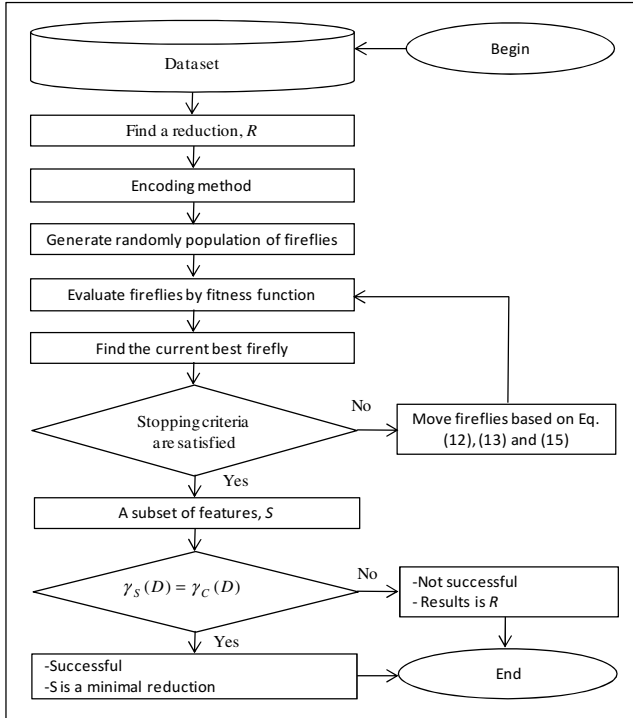 Begin
Dataset
Find a reduction, R
Encoding method
Generate randomly population of fireflies
Evaluate fireflies by fitness function
Find the current best firefly
Stopping criteria
are satisfied
No
Move fireflies based on Eq.
(12), (13) and (15)
Yes
A subset of features, S
γ_S(D) = γ_C(D)
No
-Not successful
- Results is R
Yes
-Successful
-S is a minimal reduction
End